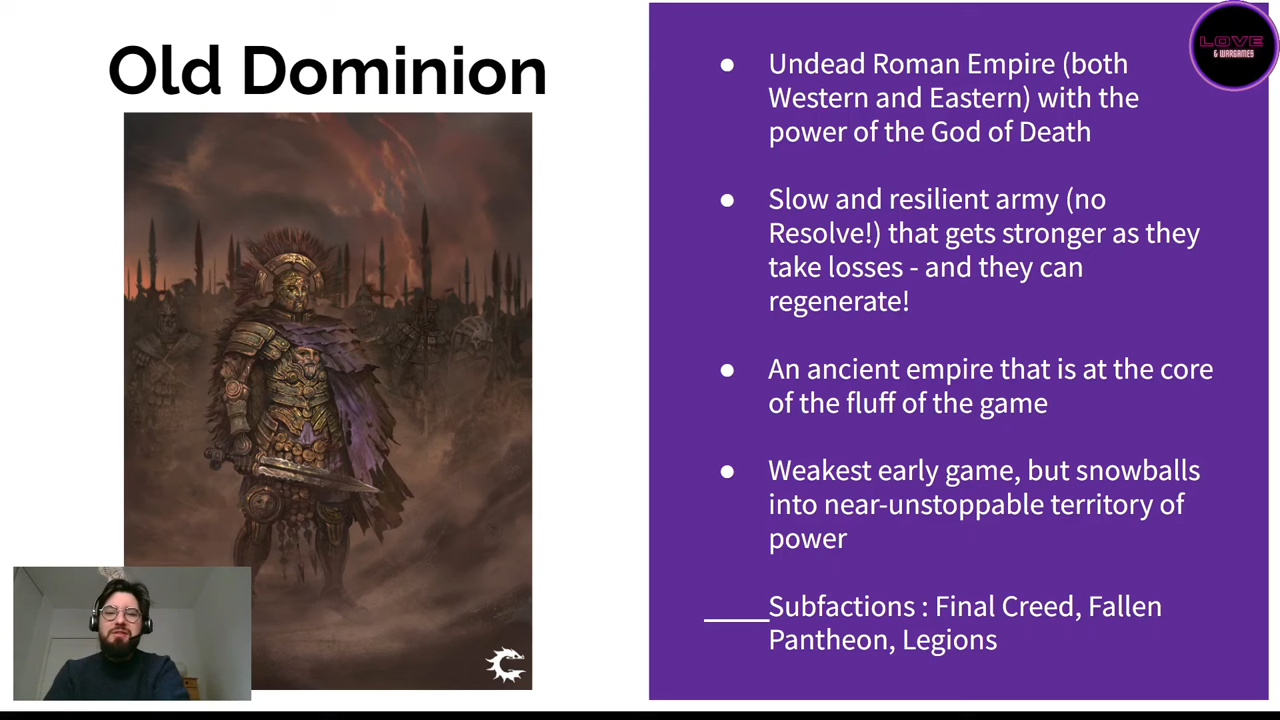 Old Dominion
LOVE
& WARGAMES
● Undead Roman Empire (both
Western and Eastern) with the
power of the God of Death
● Slow and resilient army (no
Resolve!) that gets stronger as they
take losses - and they can
regenerate!
● An ancient empire that is at the core
of the fluff of the game
● Weakest early game, but snowballs
into near-unstoppable territory of
power
Subfactions : Final Creed, Fallen
Pantheon, Legions